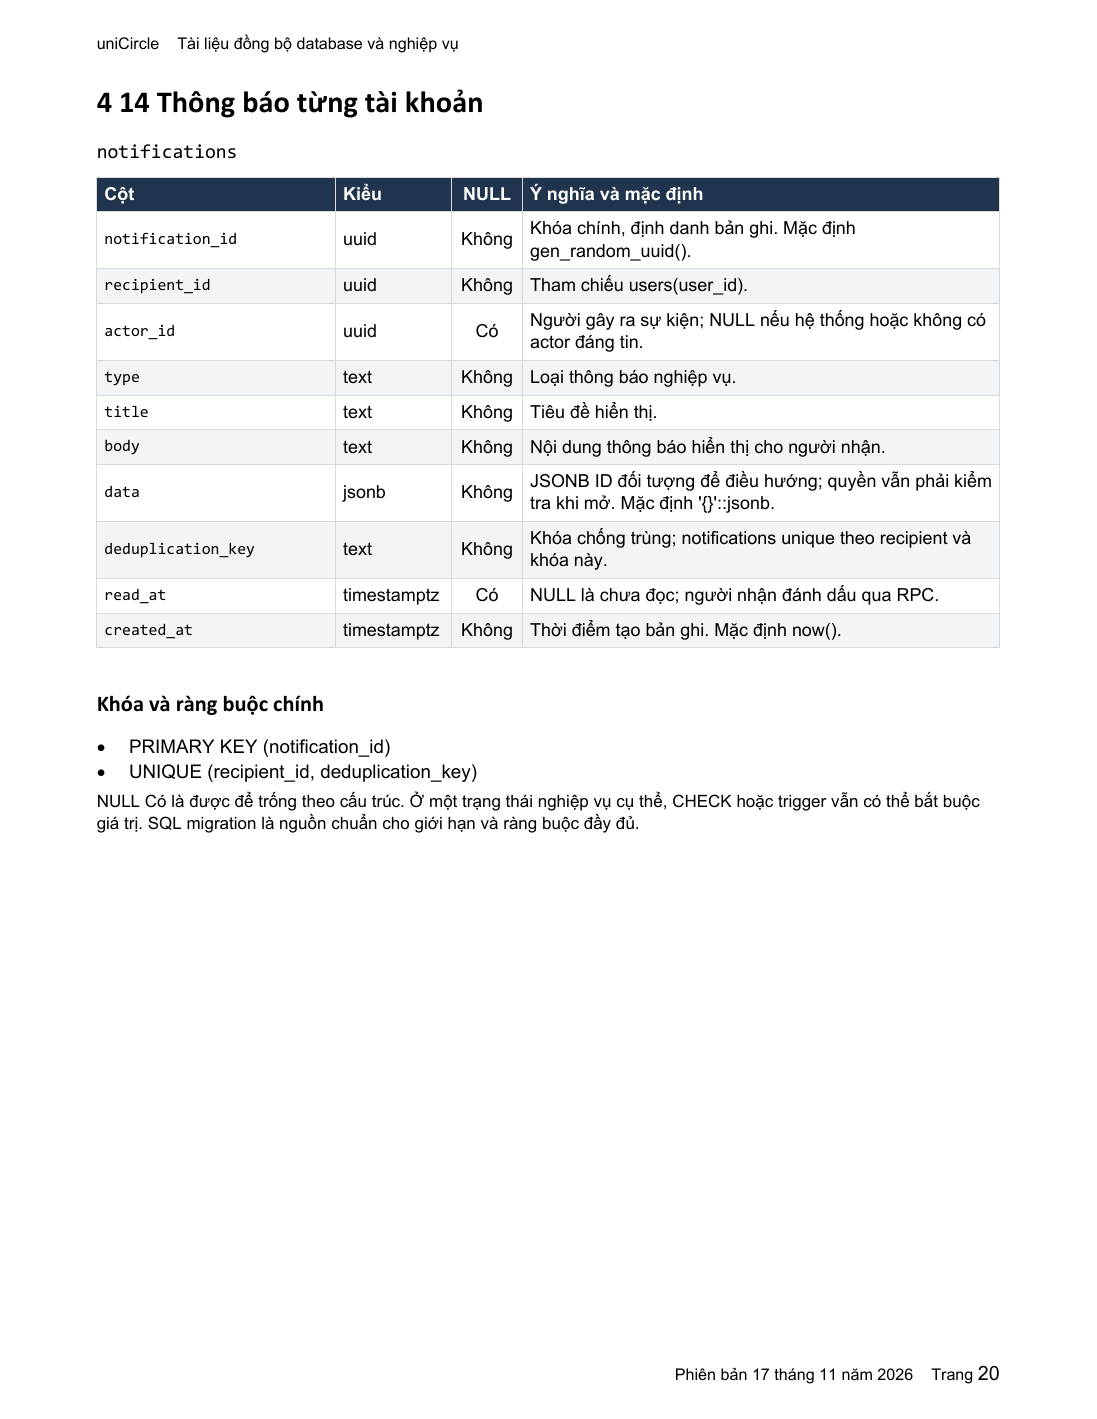 uniCircle Tài liệu đồng bộ database và nghiệp vụ
4 14 Thông báo từng tài khoản
notifications
Cột Kiểu NULL Ý nghĩa và mặc định
notification_id uuid Không Khóa chính, định danh bản ghi. Mặc định
gen_random_uuid().
recipient_id uuid Không Tham chiếu users(user_id).
actor_id uuid Có Người gây ra sự kiện; NULL nếu hệ thống hoặc không có
actor đáng tin.
type text Không Loại thông báo nghiệp vụ.
title text Không Tiêu đề hiển thị.
body text Không Nội dung thông báo hiển thị cho người nhận.
data jsonb Không JSONB ID đối tượng để điều hướng; quyền vẫn phải kiểm
tra khi mở. Mặc định '{}'::jsonb.
deduplication_key text Không Khóa chống trùng; notifications unique theo recipient và
khóa này.
read_at timestamptz Có NULL là chưa đọc; người nhận đánh dấu qua RPC.
created_at timestamptz Không Thời điểm tạo bản ghi. Mặc định now().
Khóa và ràng buộc chính
• PRIMARY KEY (notification_id)
• UNIQUE (recipient_id, deduplication_key)
NULL Có là được để trống theo cấu trúc. Ở một trạng thái nghiệp vụ cụ thể, CHECK hoặc trigger vẫn có thể bắt buộc
giá trị. SQL migration là nguồn chuẩn cho giới hạn và ràng buộc đầy đủ.
Phiên bản 17 tháng 11 năm 2026 Trang 20